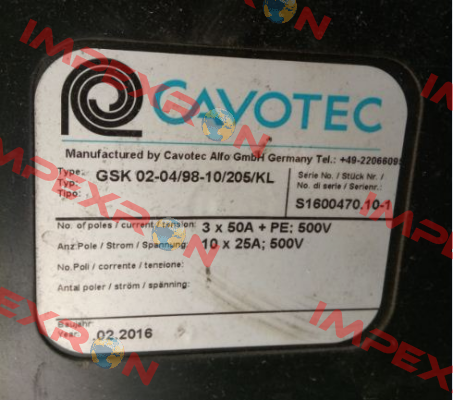 CAVOTEC
Manufactured by Cavotec Alfo GmbH Germany Tel.: +49-22066095
Type:
Typ:
Tipo:
GSK 02-04/98-10/205/KL
Serie No. / Stück Nr. /
No. di serie / Serienr.:
S1600470.10-1
No. of poles / current / tension:
3 x 50A + PE; 500V
Anz.Pole / Strom / Spannung:
10 x 25A; 500V
No.Poli / corrente / tenzione:
Antal poler / ström / spänning:
Baujahr
Year:
02.2016
IMPEXRON
IMPEXRON
IMPEXRON